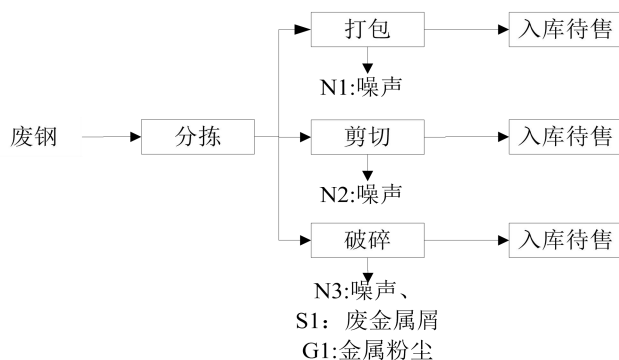 打包
入库待售
N1:噪声
废钢
分拣
剪切
入库待售
N2:噪声
破碎
入库待售
N3:噪声、
S1：废金属屑
G1:金属粉尘